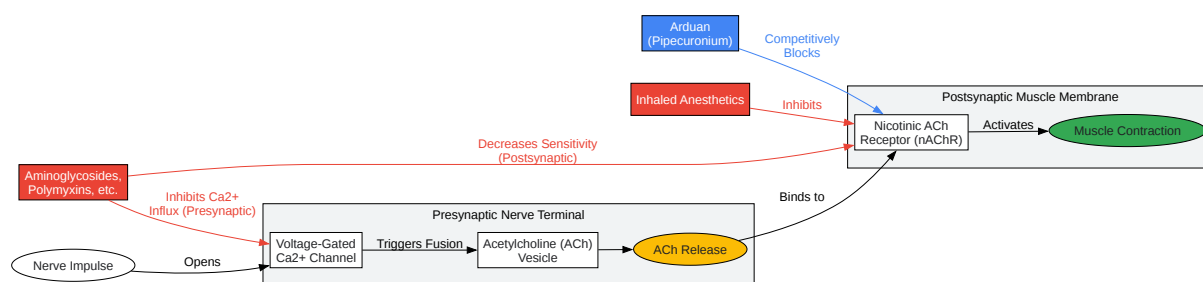 Arduan
(Pipecuronium)
Competitively
Blocks
Inhaled Anesthetics
Inhibits
Postsynaptic Muscle Membrane
Nicotinic ACh
Receptor (nAChR)
Activates
Muscle Contraction
Decreases Sensitivity
(Postsynaptic)
Aminoglycosides,
Polymyxins, etc.
Inhibits Ca2+
Influx (Presynaptic)
Binds to
Presynaptic Nerve Terminal
Voltage-Gated
Ca2+ Channel
Triggers Fusion
Acetylcholine (ACh)
Vesicle
ACh Release
Nerve Impulse
Opens